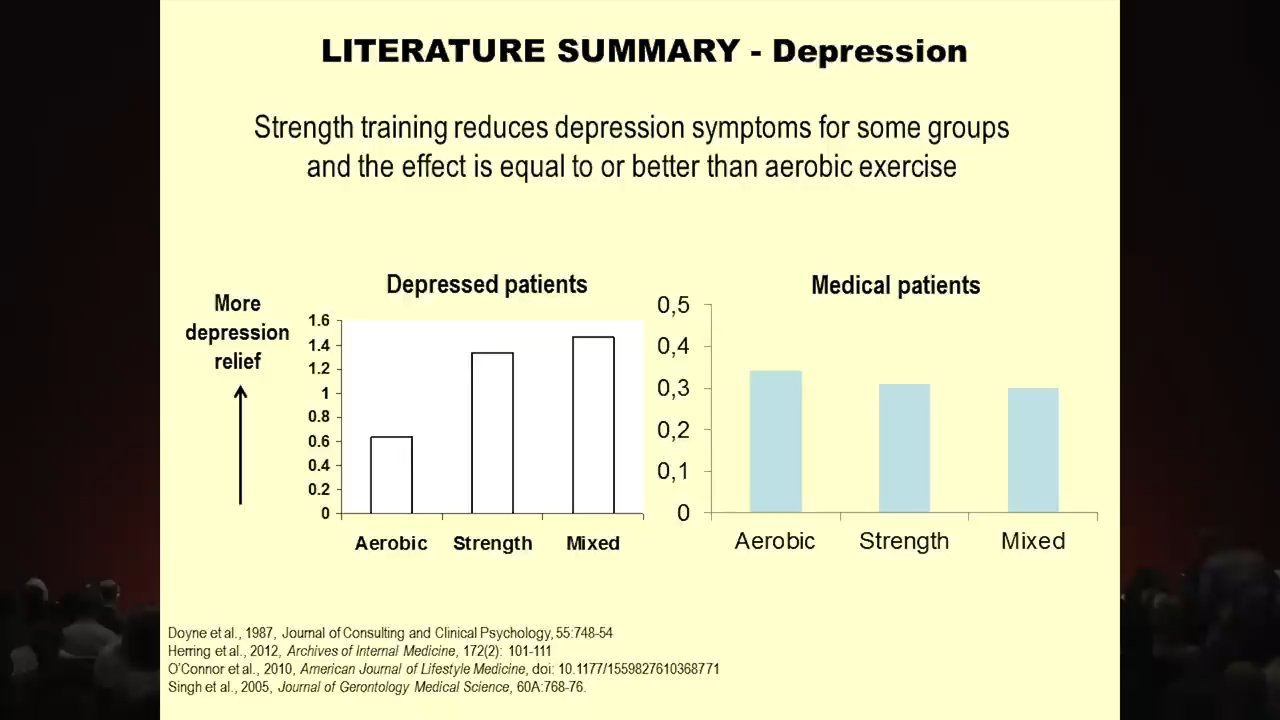 LITERATURE SUMMARY - Depression
Strength training reduces depression symptoms for some groups
and the effect is equal to or better than aerobic exercise
More
depression
relief
Depressed patients
1.6
1.4
1.2
1
0.8
0.6
0.4
0.2
0
Aerobic Strength Mixed
Medical patients
0,5
0,4
0,3
0,2
0,1
0
Aerobic Strength Mixed
Doyne et al., 1987, Journal of Consulting and Clinical Psychology, 55:748-54
Herring et al., 2012, Archives of Internal Medicine, 172(2): 101-111
O'Connor et al., 2010, American Journal of Lifestyle Medicine, doi: 10.1177/1559827610368771
Singh et al., 2005, Journal of Gerontology Medical Science, 60A:768-76.